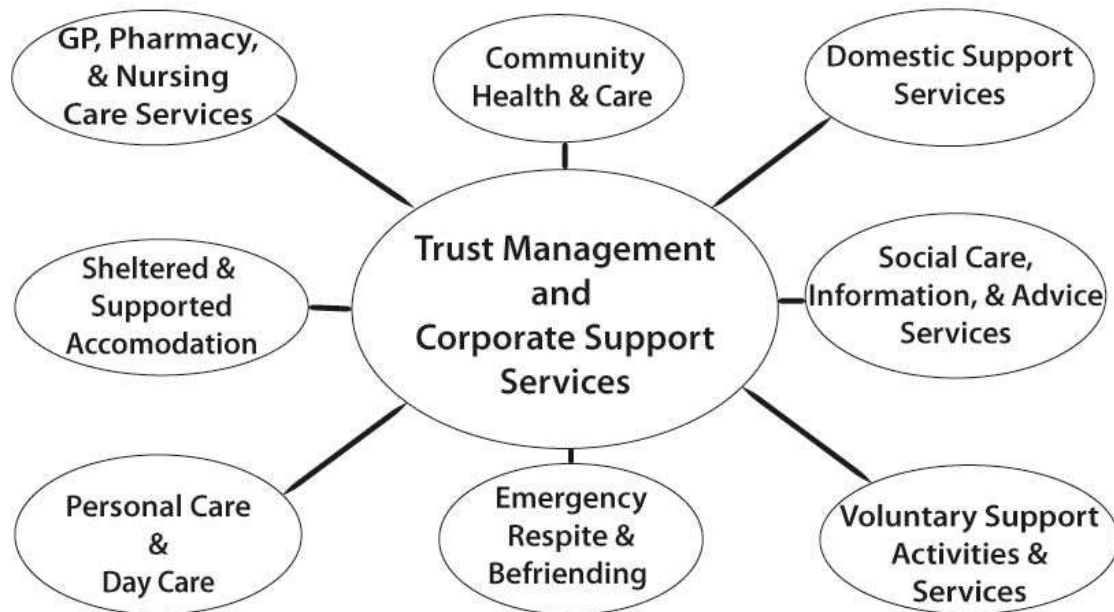 GP, Pharmacy,
& Nursing
Care Services
Community
Health & Care
Domestic Support
Services
Trust Management
and
Corporate Support
Services
Sheltered &
Supported
Accomodation
Social Care,
Information, & Advice
Services
Personal Care
&
Day Care
Emergency
Respite &
Befriending
Voluntary Support
Activities &
Services